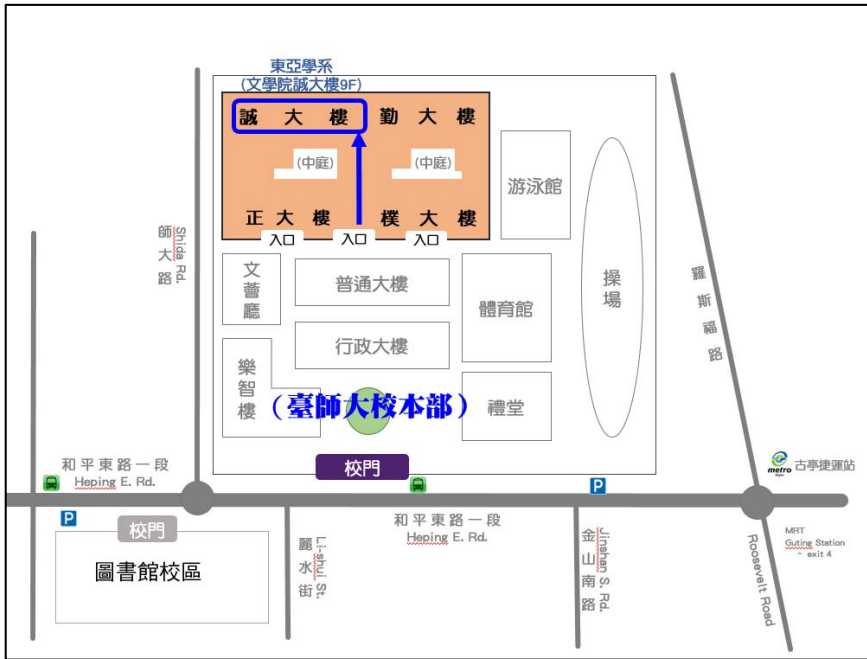 東亞學系
(文學院誠大樓9F)
誠 大 樓
勤 大 樓
(中庭)
(中庭)
游泳館
正 大 樓
樸 大 樓
入口
入口
入口
師大路
Shida Rd.
文薈廳
普通大樓
體育館
操場
羅斯福路
行政大樓
樂智樓
(臺師大校本部)
禮堂
和平東路一段
Heping E. Rd.
校門
metro
古亭捷運站
P
P
校門
圖書館校區
麗水街
Li-shui St.
和平東路一段
Heping E. Rd.
金山南路
Jinshan S. Rd.
Roosevelt Road
MRT
Guting Station
- exit 4